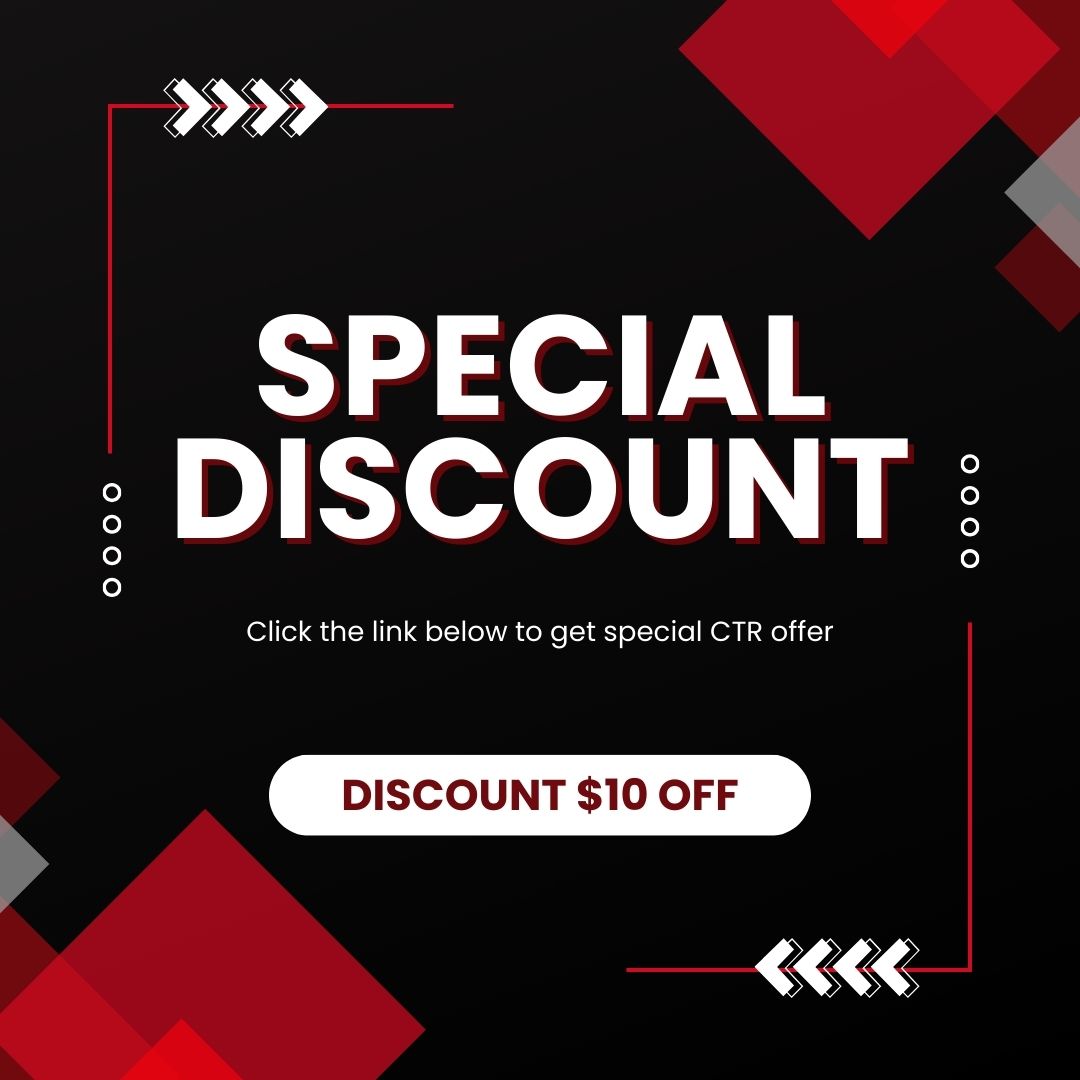 SPECIAL
DISCOUNT
Click the link below to get special CTR offer
DISCOUNT $10 OFF